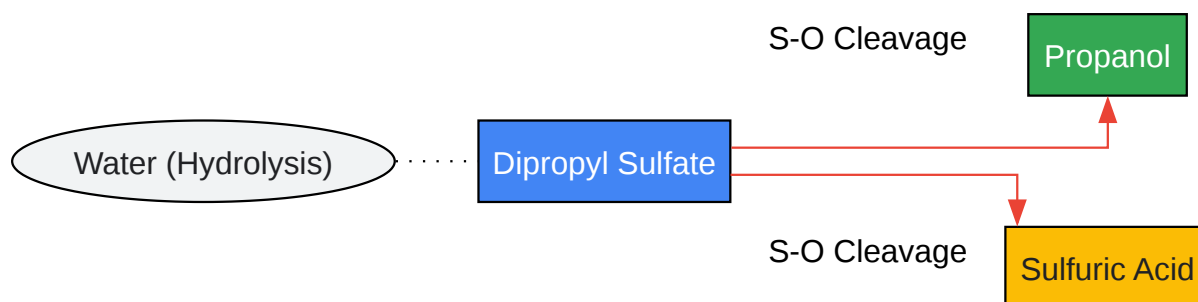 S-O Cleavage
Propanol
Water (Hydrolysis)
Dipropyl Sulfate
S-O Cleavage
Sulfuric Acid